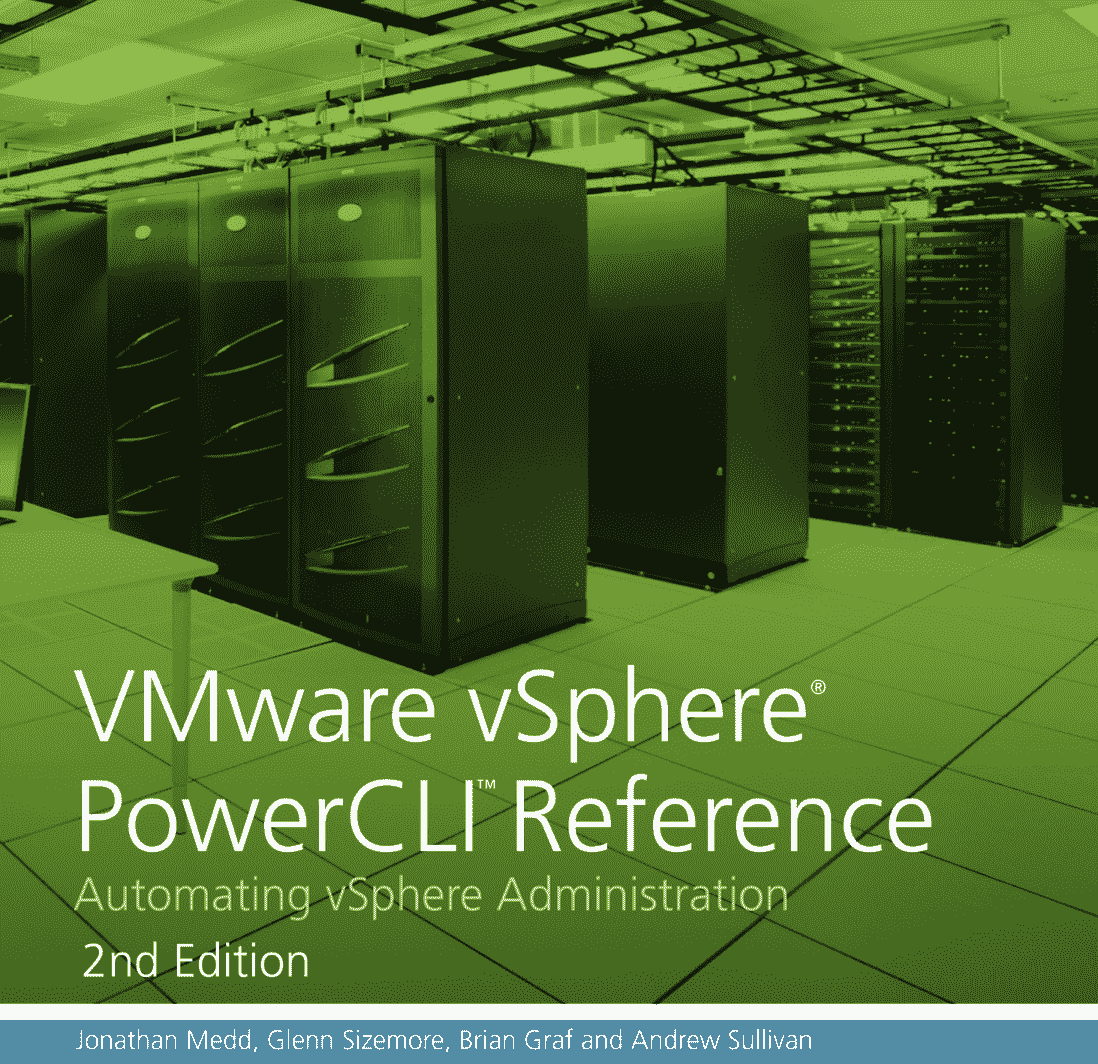 VMware vSphere®
PowerCLI™ Reference
Automating vSphere Administration
2nd Edition
Jonathan Medd, Glenn Sizemore, Brian Graf and Andrew Sullivan